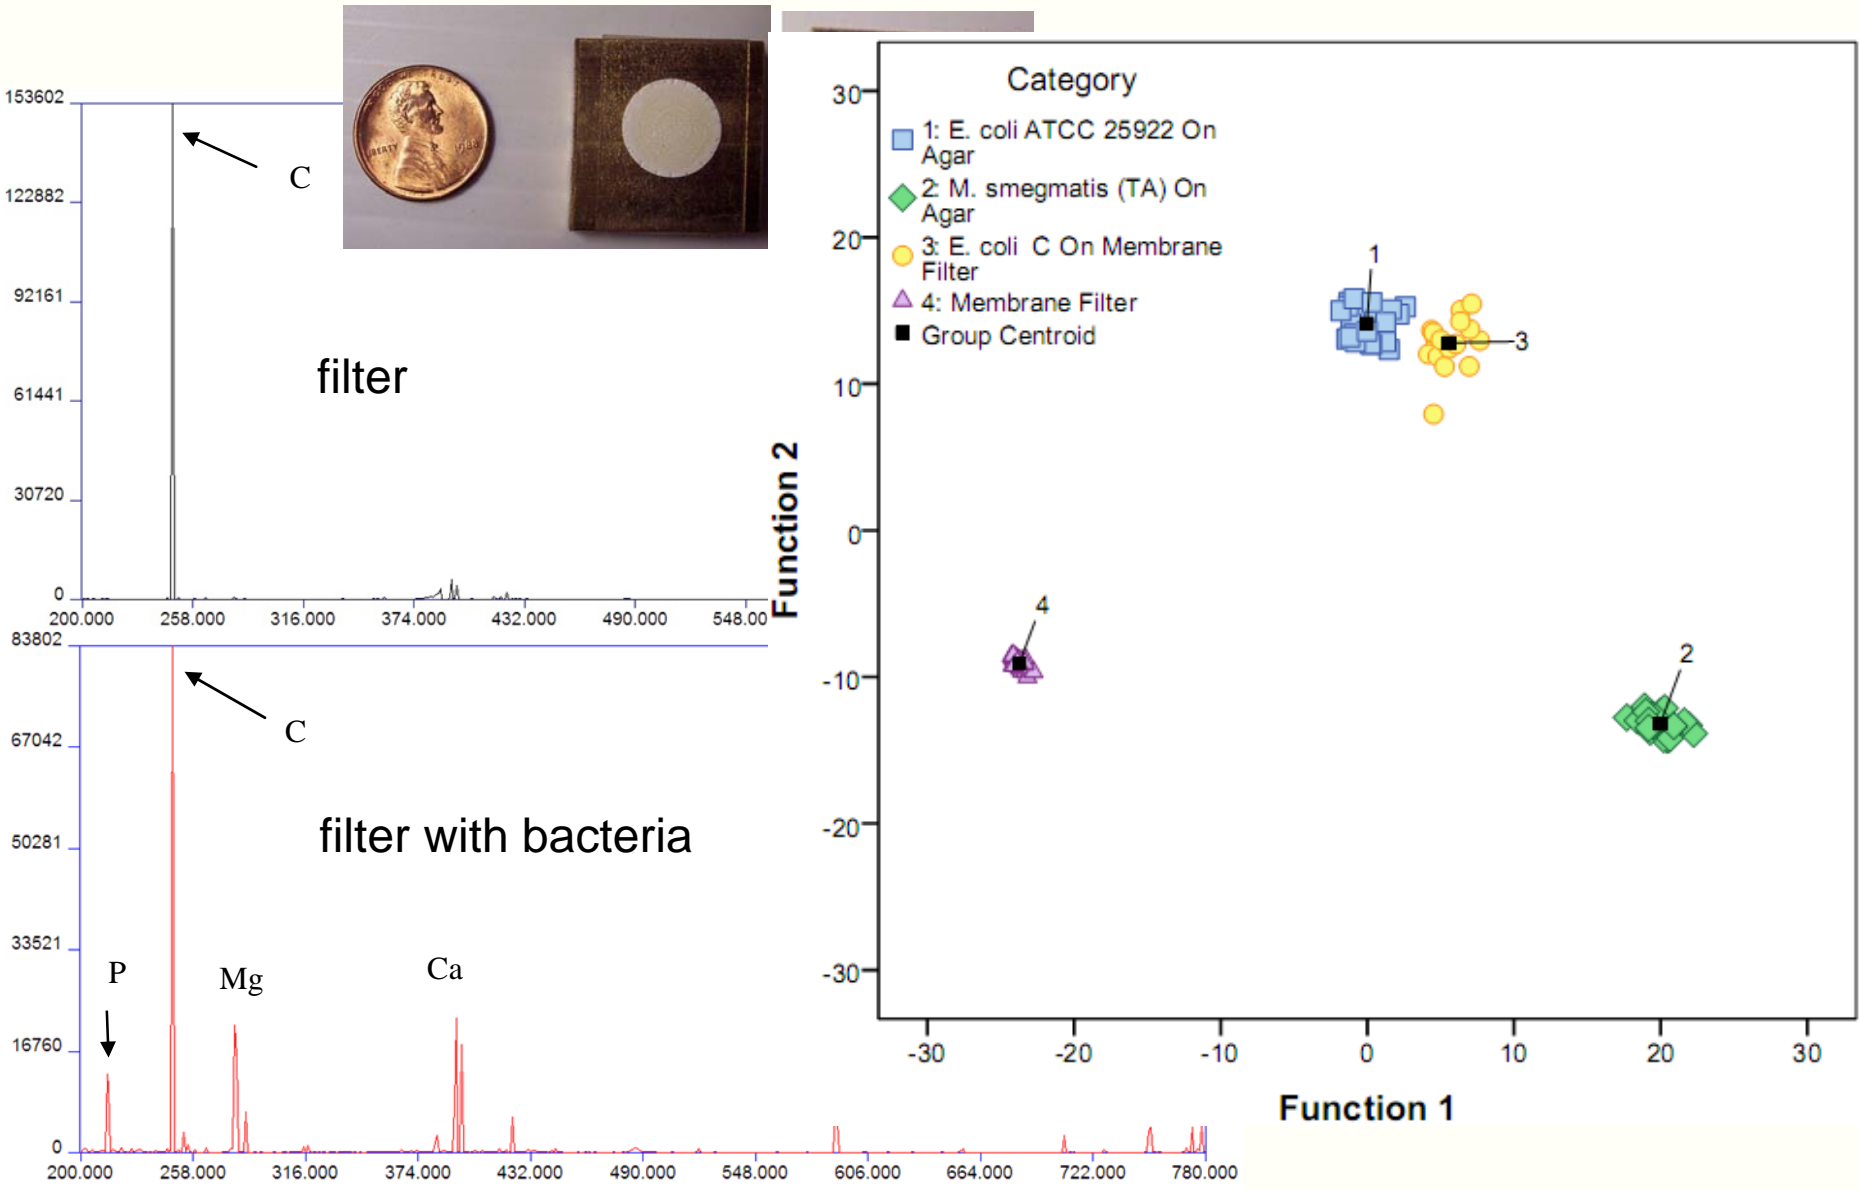 153602
122882
92161
61441
30720
0
200.000
258.000
316.000
374.000
432.000
490.000
548.00
C
filter
LIBERTY
83802
67042
50281
33521
16760
0
200.000
258.000
316.000
374.000
432.000
490.000
548.000
606.000
664.000
722.000
780.000
C
filter with bacteria
P
Mg
Ca
Category
1: E. coli ATCC 25922 On
Agar
2: M. smegmatis (TA) On
Agar
3: E. coli C On Membrane
Filter
4: Membrane Filter
Group Centroid
1
3
4
2
Function 2
30
20
10
0
-10
-20
-30
-30
-20
-10
0
10
20
30
Function 1